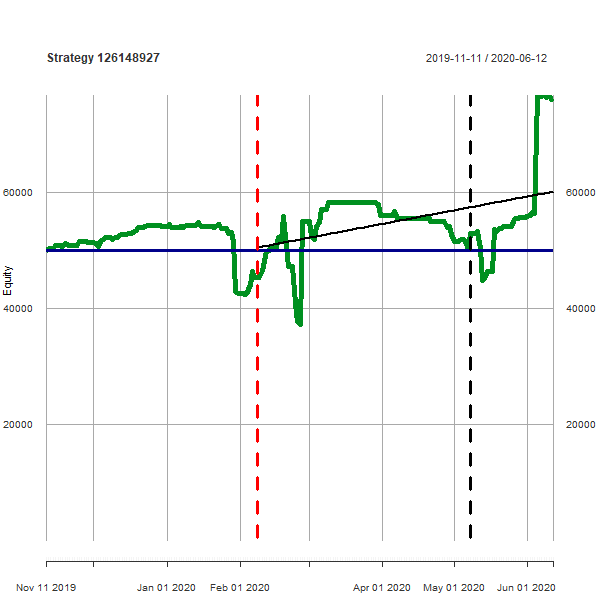 Strategy 126148927
2019-11-11 / 2020-06-12
60000
60000
Equity
40000
40000
20000
20000
Nov 11 2019
Jan 01 2020
Feb 01 2020
Apr 01 2020
May 01 2020
Jun 01 2020